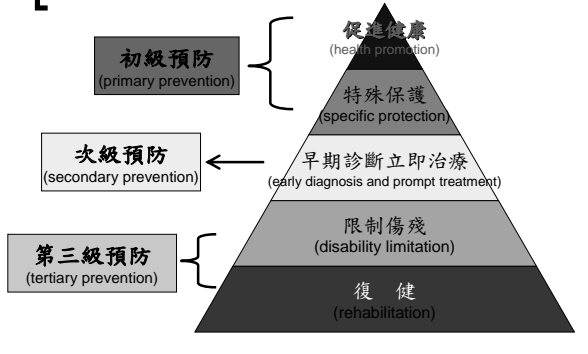 促進健康
(health promotion)
初級預防
(primary prevention)
特殊保護
(specific protection)
次級預防
(secondary prevention)
早期診斷立即治療
(early diagnosis and prompt treatment)
限制傷殘
(disability limitation)
第三級預防
(tertiary prevention)
復 健
(rehabilitation)